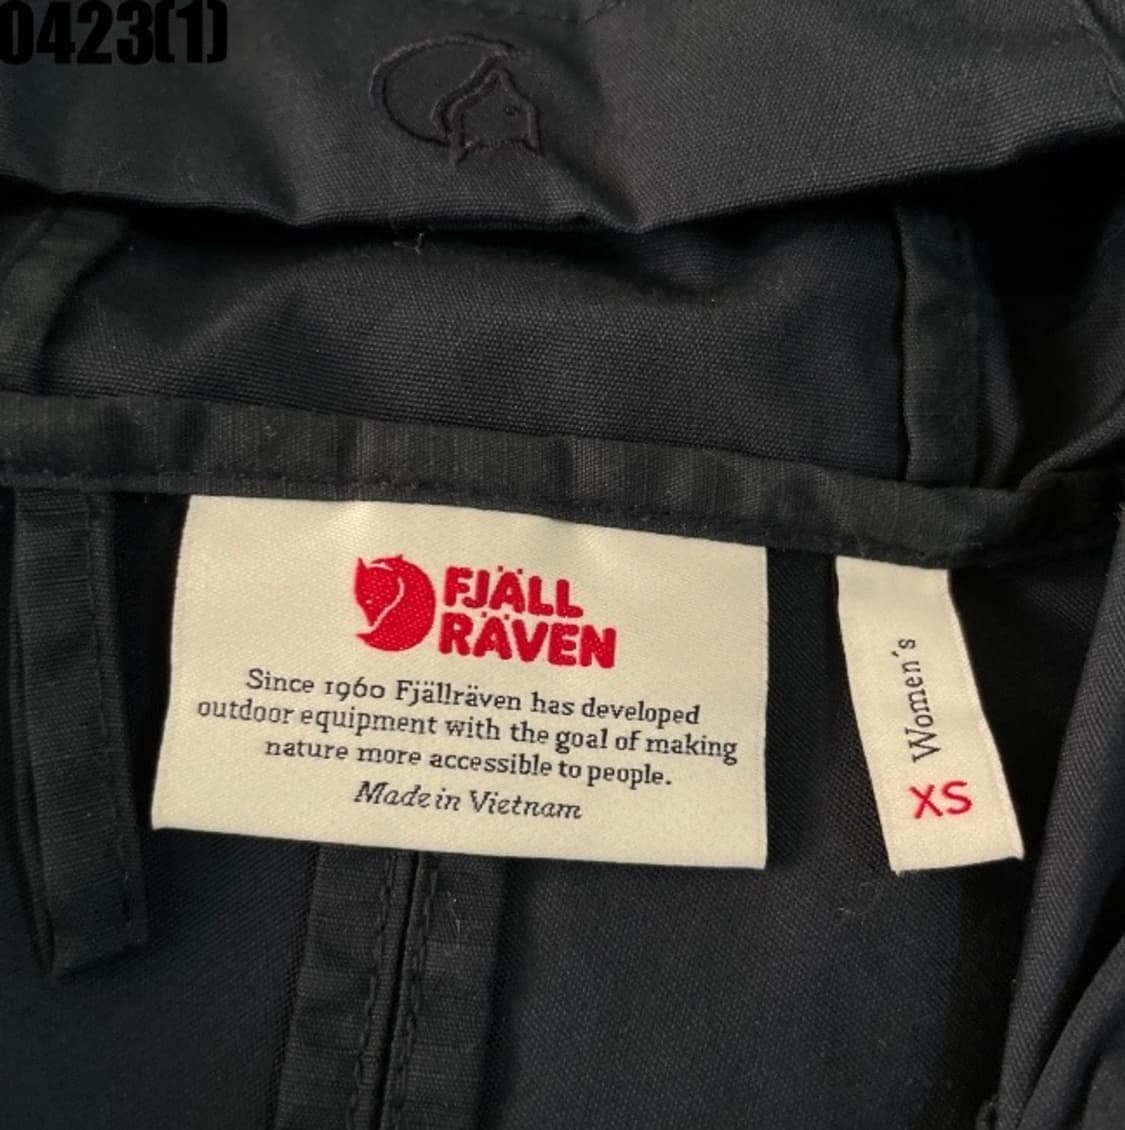 0423(1)
FJÄLL
RÄVEN
Since 1960 Fjällräven has developed
outdoor equipment with the goal of making
nature more accessible to people.
Made in Vietnam
Women´s
XS